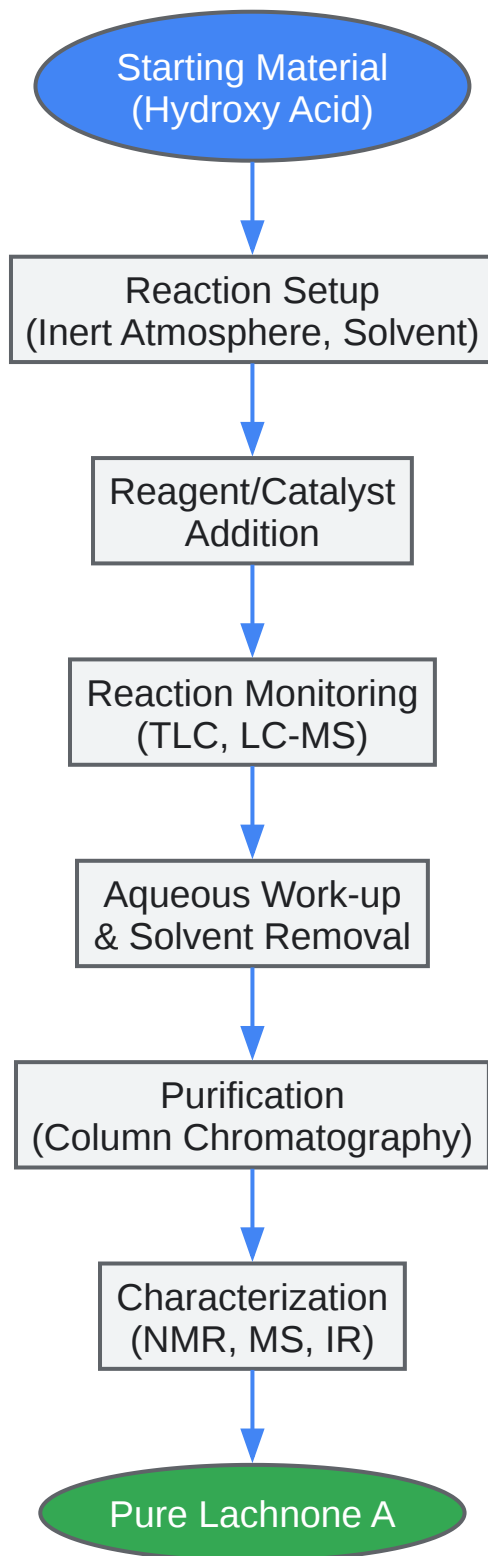 Starting Material
(Hydroxy Acid)
Reaction Setup
(Inert Atmosphere, Solvent)
Reagent/Catalyst
Addition
Reaction Monitoring
(TLC, LC-MS)
Aqueous Work-up
& Solvent Removal
Purification
(Column Chromatography)
Characterization
(NMR, MS, IR)
Pure Lachnone A